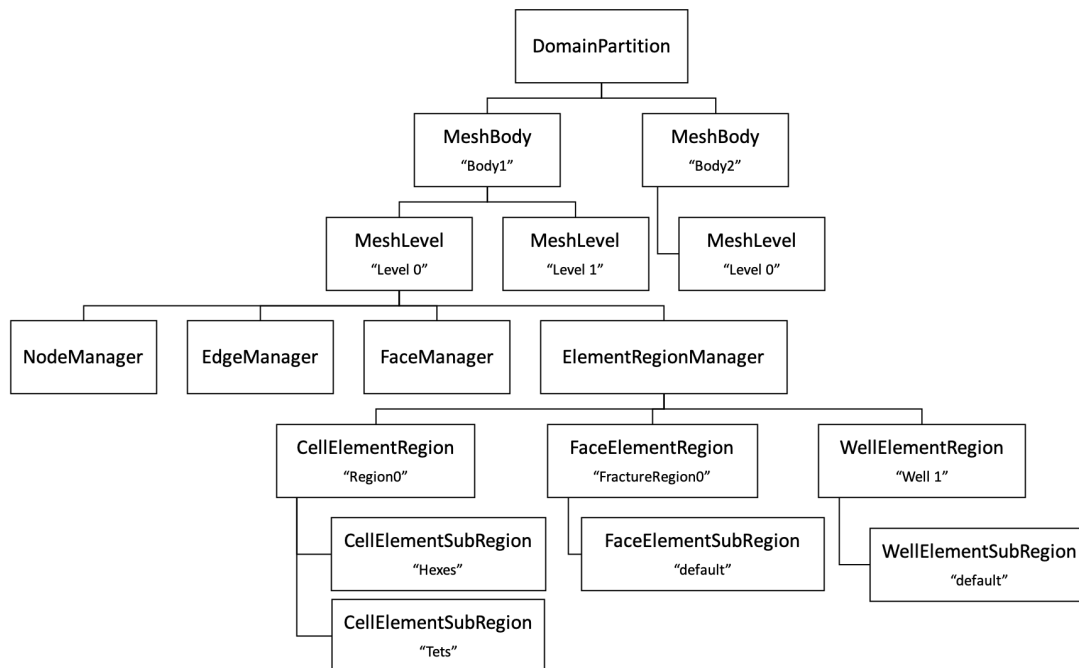 DomainPartition
MeshBody
“Body1”
MeshBody
“Body2”
MeshLevel
“Level 0”
MeshLevel
“Level 1”
MeshLevel
“Level 0”
NodeManager
EdgeManager
FaceManager
ElementRegionManager
CellElementRegion
“Region0”
FaceElementRegion
“FractureRegion0”
WellElementRegion
“Well 1”
CellElementSubRegion
“Hexes”
FaceElementSubRegion
“default”
WellElementSubRegion
“default”
CellElementSubRegion
“Tets”